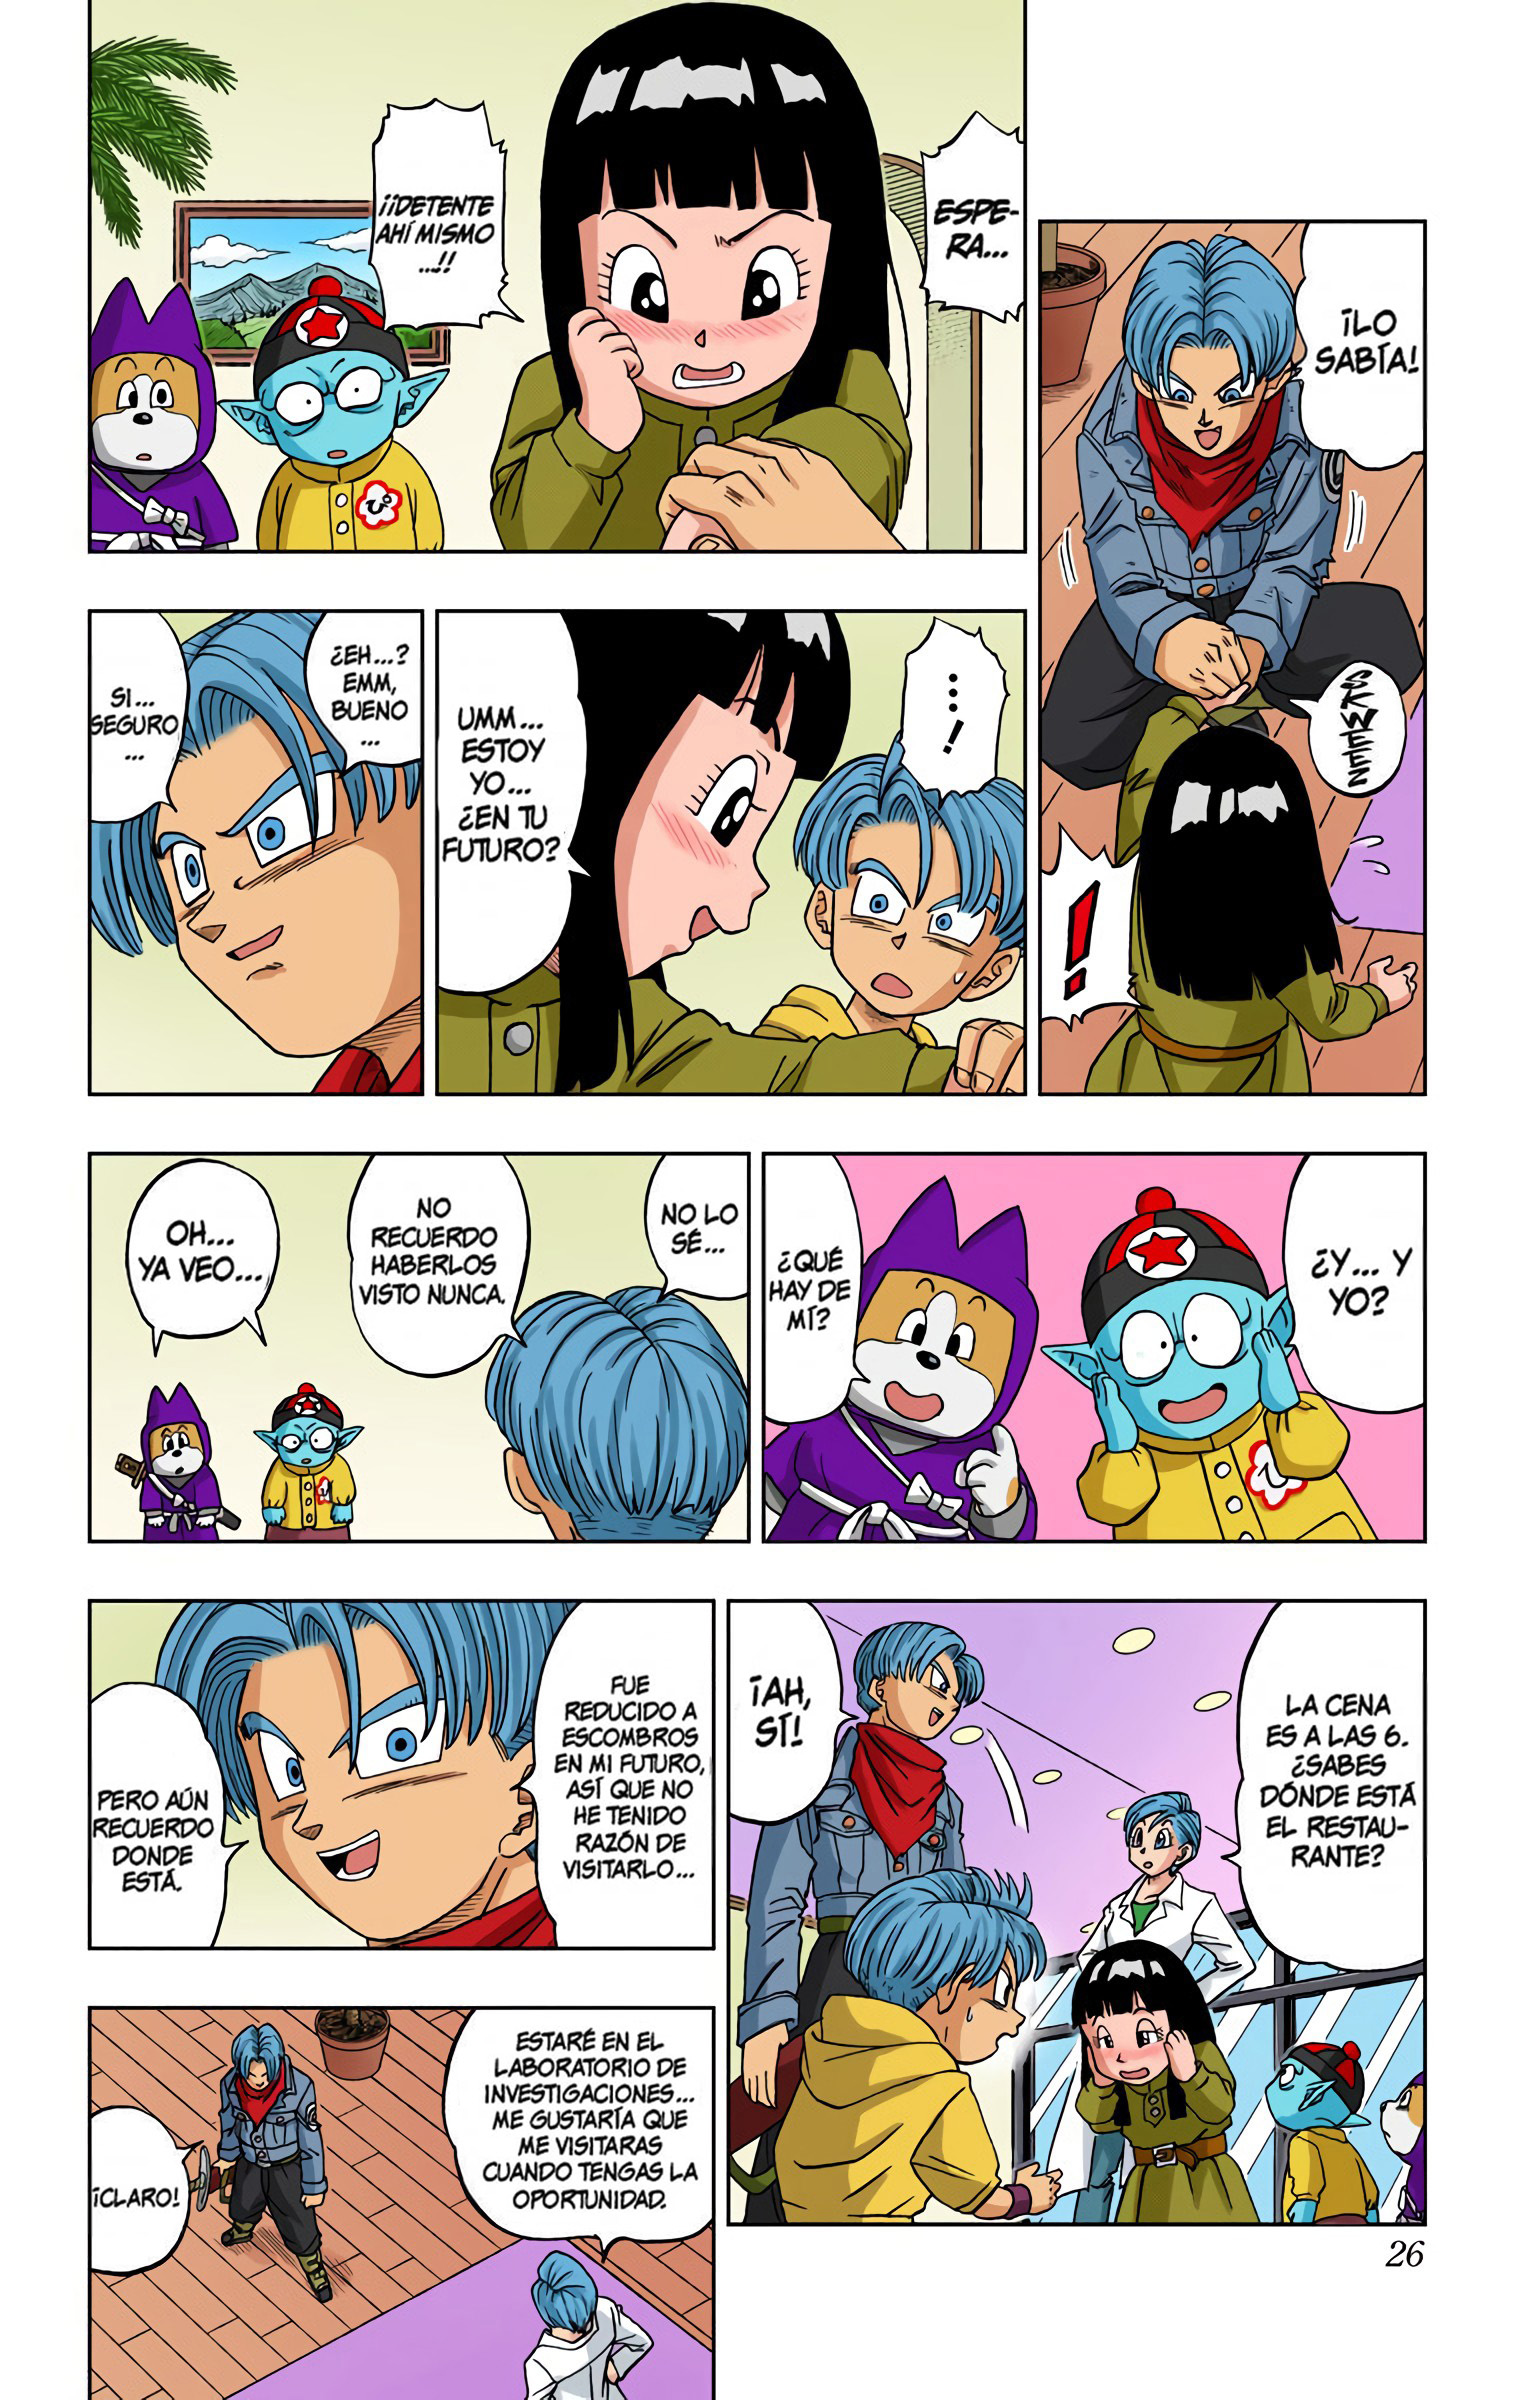 ¡LO
SABÍA!
SKWEEZ
!
ESPE-
RA...
¡¡DETENTE
AHÍ MISMO
...!!
...!
UMM...
ESTOY
YO...
¿EN TU
FUTURO?
¿EH...?
EMM,
BUENO
...
SI...
SEGURO
...
¿Y... Y
YO?
¿QUÉ
HAY DE
MÍ?
NO LO
SÉ...
NO
RECUERDO
HABERLOS
VISTO NUNCA.
OH...
YA VEO...
LA CENA
ES A LAS 6.
¿SABES
DÓNDE ESTÁ
EL RESTAU-
RANTE?
¡AH,
SÍ!
FUE
REDUCIDO A
ESCOMBROS
EN MI FUTURO,
ASÍ QUE NO
HE TENIDO
RAZÓN DE
VISITARLO...
PERO AÚN
RECUERDO
DONDE
ESTÁ.
ESTARÉ EN EL
LABORATORIO DE
INVESTIGACIONES...
ME GUSTARÍA QUE
ME VISITARAS
CUANDO TENGAS LA
OPORTUNIDAD.
¡CLARO!
26